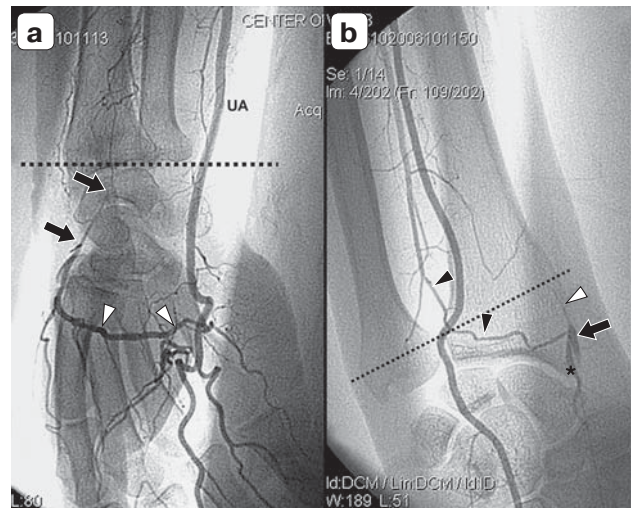 a
CENTER O
101113
UA
Acq
L:80
b
102006101150
Se: 1/14
Im: 4/202 (Fr: 109/202)
*
Id:DCM / Lin:DCM / Id:ID
W:189 L:51